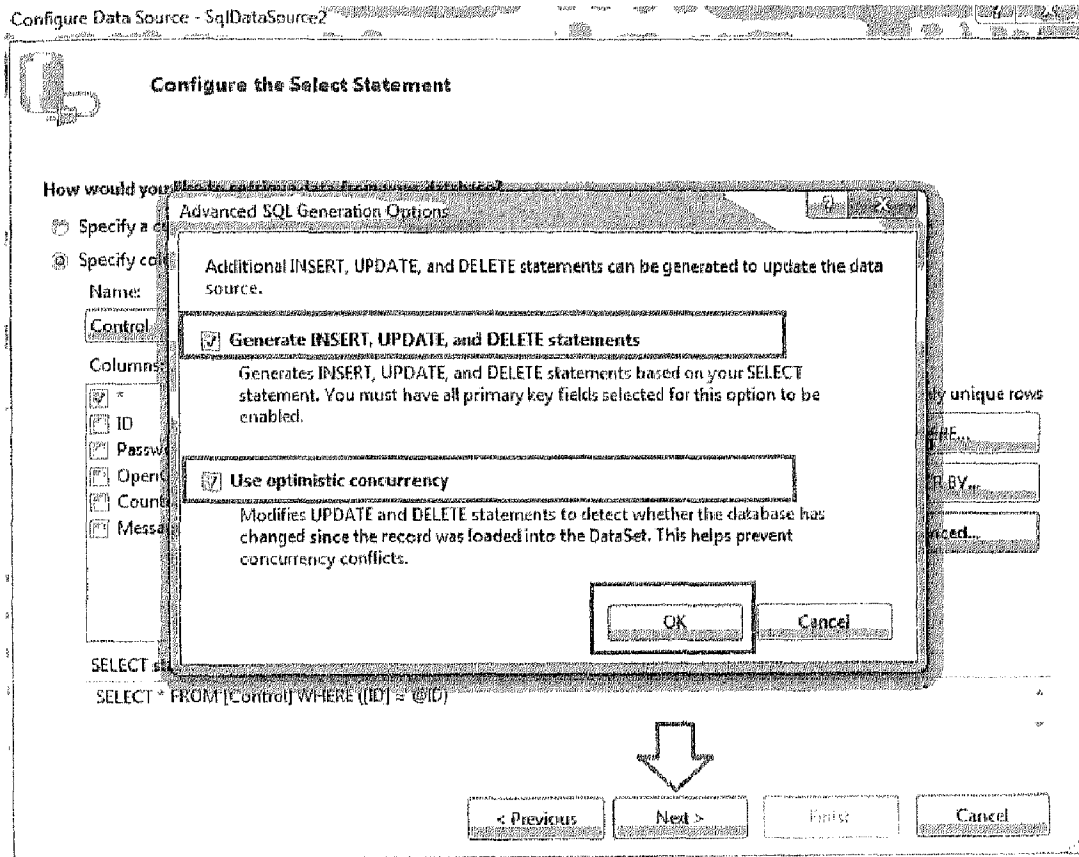 Configure Data Source - SqlDataSource2
Configure the Select Statement
How would you
Specify a
Specify
Name:
Control
Columns:
*
ID
Passw
Open
Count
Messa
unique rows
ced...
Advanced SQL Generation Options
Additional INSERT, UPDATE, and DELETE statements can be generated to update the data
source.
Generate INSERT, UPDATE, and DELETE statements
Generates INSERT, UPDATE, and DELETE statements based on your SELECT
statement. You must have all primary key fields selected for this option to be
enabled.
Use optimistic concurrency
Modifies UPDATE and DELETE statements to detect whether the database has
changed since the record was loaded into the DataSet. This helps prevent
concurrency conflicts.
OK Cancel
SELECT
SELECT * FROM [Control] WHERE ([ID] = @ID)
< Previous Next > Finish Cancel